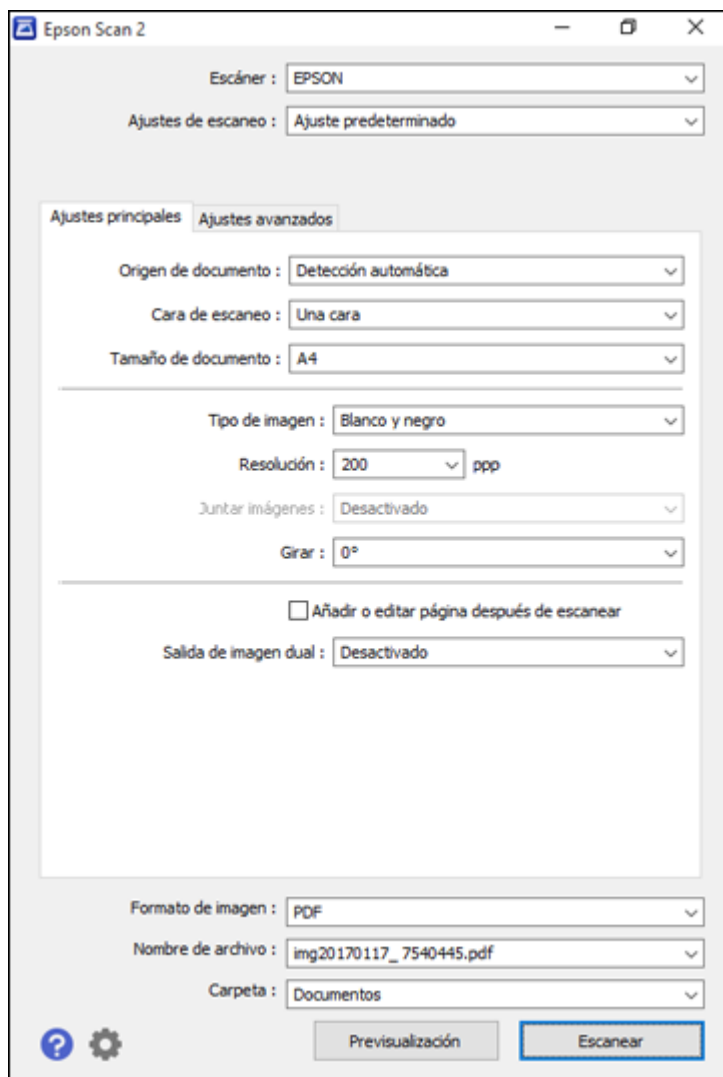 Epson Scan 2
Escáner : EPSON
Ajustes de escaneo : Ajuste predeterminado
Ajustes principales Ajustes avanzados
Origen de documento : Detección automática
Cara de escaneo : Una cara
Tamaño de documento : A4
Tipo de imagen : Blanco y negro
Resolución : 200 ppp
Juntar imágenes : Desactivado
Girar : 0°
Añadir o editar página después de escanear
Salida de imagen dual : Desactivado
Formato de imagen : PDF
Nombre de archivo : img20170117_ 7540445.pdf
Carpeta : Documentos
? Previsualización Escanear